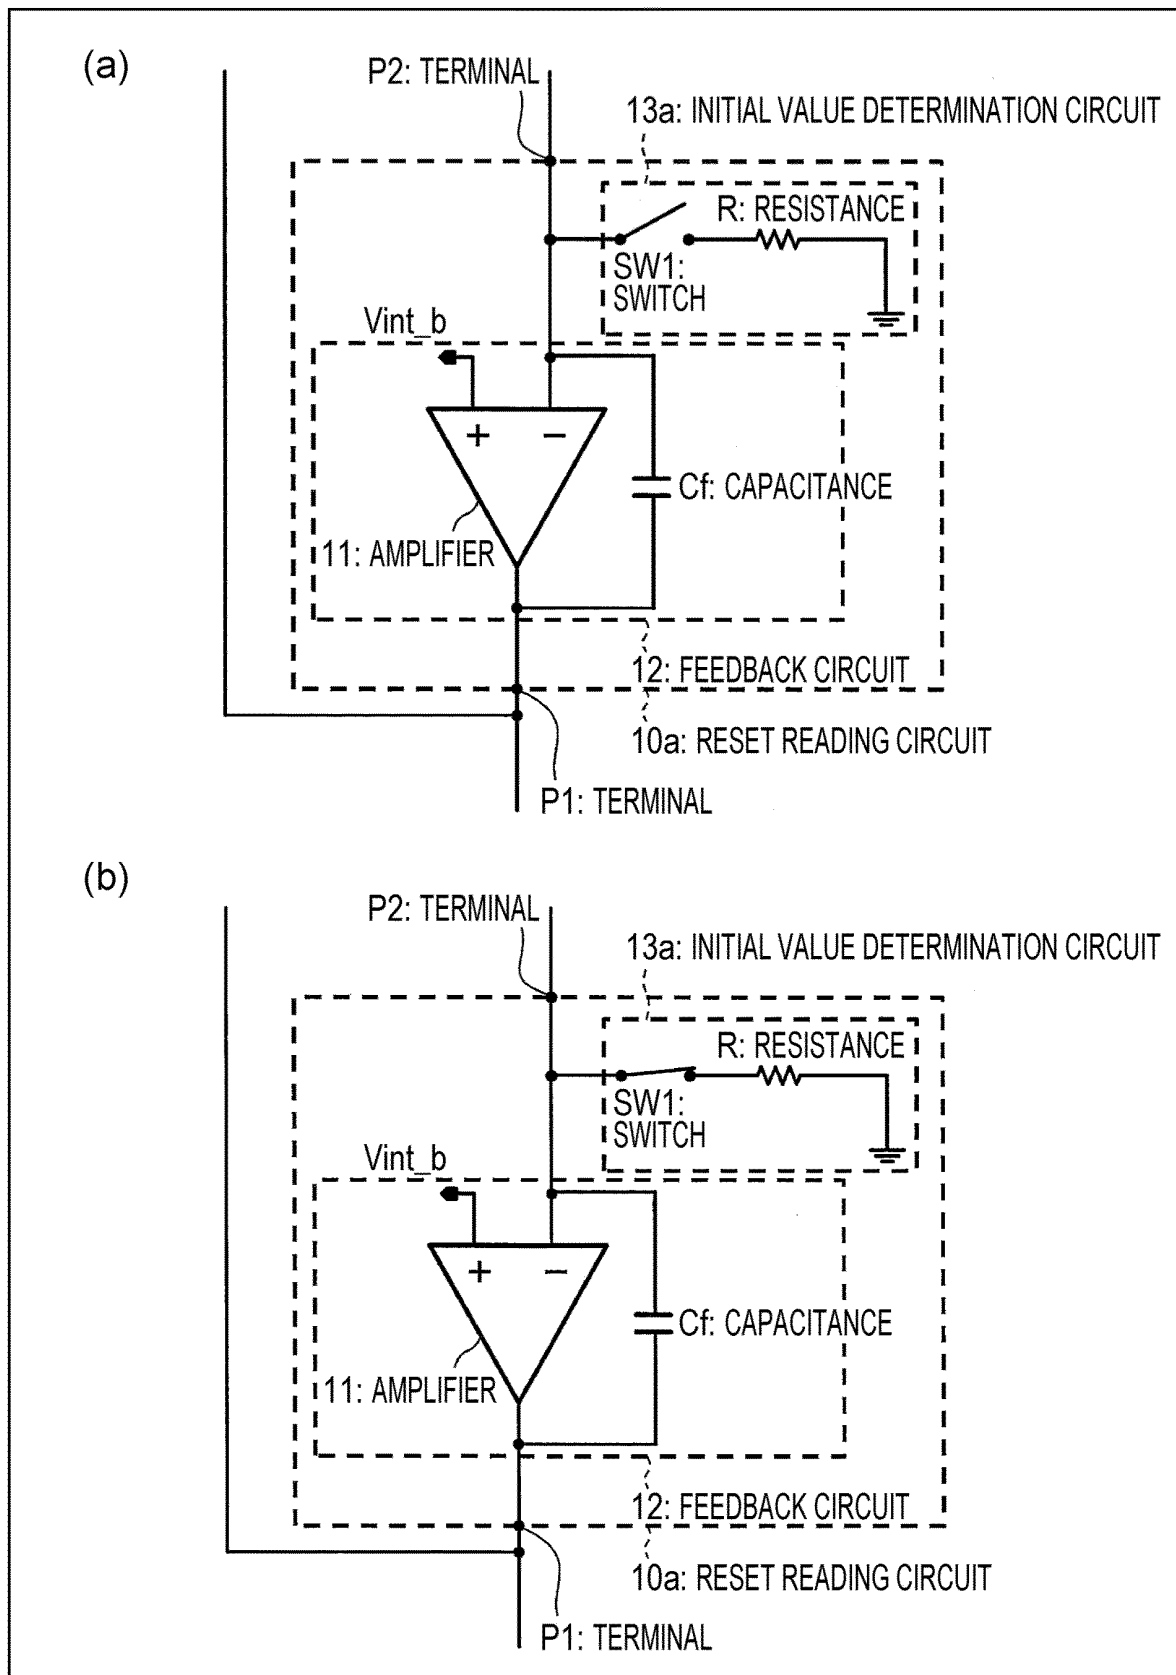 (a)
P2: TERMINAL
13a: INITIAL VALUE DETERMINATION CIRCUIT
R: RESISTANCE
SW1:
SWITCH
Vint_b
+
−
Cf: CAPACITANCE
11: AMPLIFIER
12: FEEDBACK CIRCUIT
10a: RESET READING CIRCUIT
P1: TERMINAL
(b)
P2: TERMINAL
13a: INITIAL VALUE DETERMINATION CIRCUIT
R: RESISTANCE
SW1:
SWITCH
Vint_b
+
−
Cf: CAPACITANCE
11: AMPLIFIER
12: FEEDBACK CIRCUIT
10a: RESET READING CIRCUIT
P1: TERMINAL